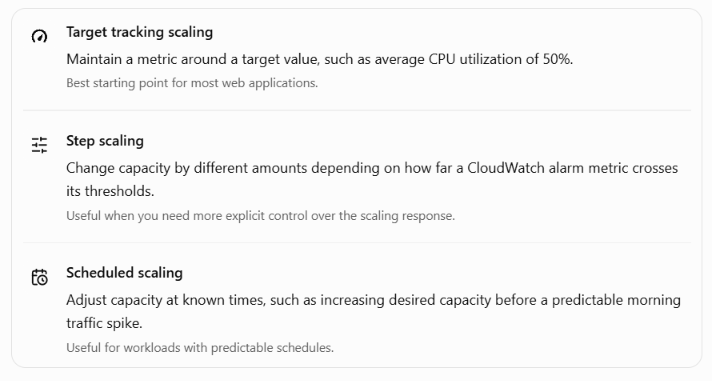 Target tracking scaling
Maintain a metric around a target value, such as average CPU utilization of 50%.
Best starting point for most web applications.
Step scaling
Change capacity by different amounts depending on how far a CloudWatch alarm metric crosses
its thresholds.
Useful when you need more explicit control over the scaling response.
Scheduled scaling
Adjust capacity at known times, such as increasing desired capacity before a predictable morning
traffic spike.
Useful for workloads with predictable schedules.